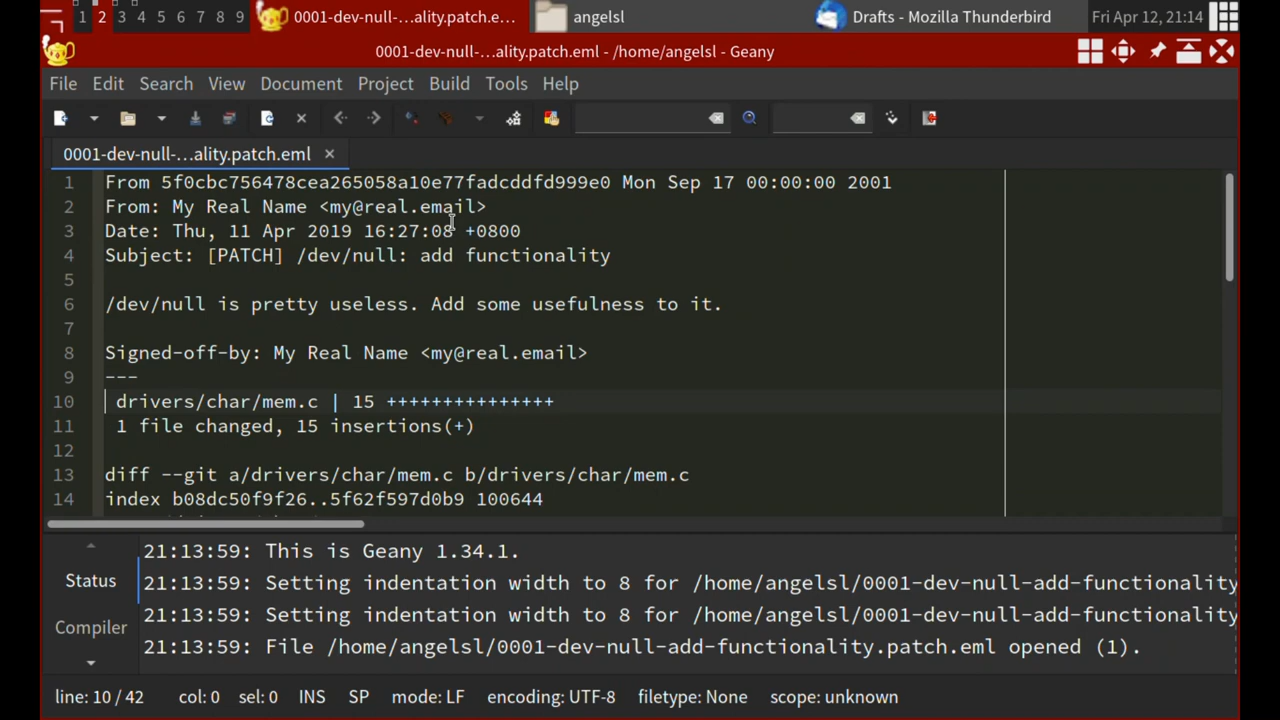 1 2 3 4 5 6 7 8 9 0001-dev-null-...ality.patch.e... angelsl Drafts - Mozilla Thunderbird Fri Apr 12, 21:14
0001-dev-null-...ality.patch.eml - /home/angelsl - Geany
File Edit Search View Document Project Build Tools Help
0001-dev-null-...ality.patch.eml
1 From 5f0cbc756478cea265058a10e77fadcddfd999e0 Mon Sep 17 00:00:00 2001
2 From: My Real Name <my@real.email>
3 Date: Thu, 11 Apr 2019 16:27:08 +0800
4 Subject: [PATCH] /dev/null: add functionality
5
6 /dev/null is pretty useless. Add some usefulness to it.
7
8 Signed-off-by: My Real Name <my@real.email>
9 ---
10 drivers/char/mem.c | 15 +++++++++++++++
11 1 file changed, 15 insertions(+)
12
13 diff --git a/drivers/char/mem.c b/drivers/char/mem.c
14 index b08dc50f9f26..5f62f597d0b9 100644
Status
Compiler
21:13:59: This is Geany 1.34.1.
21:13:59: Setting indentation width to 8 for /home/angelsl/0001-dev-null-add-functionality
21:13:59: Setting indentation width to 8 for /home/angelsl/0001-dev-null-add-functionality
21:13:59: File /home/angelsl/0001-dev-null-add-functionality.patch.eml opened (1).
line: 10 / 42 col: 0 sel: 0 INS SP mode: LF encoding: UTF-8 filetype: None scope: unknown